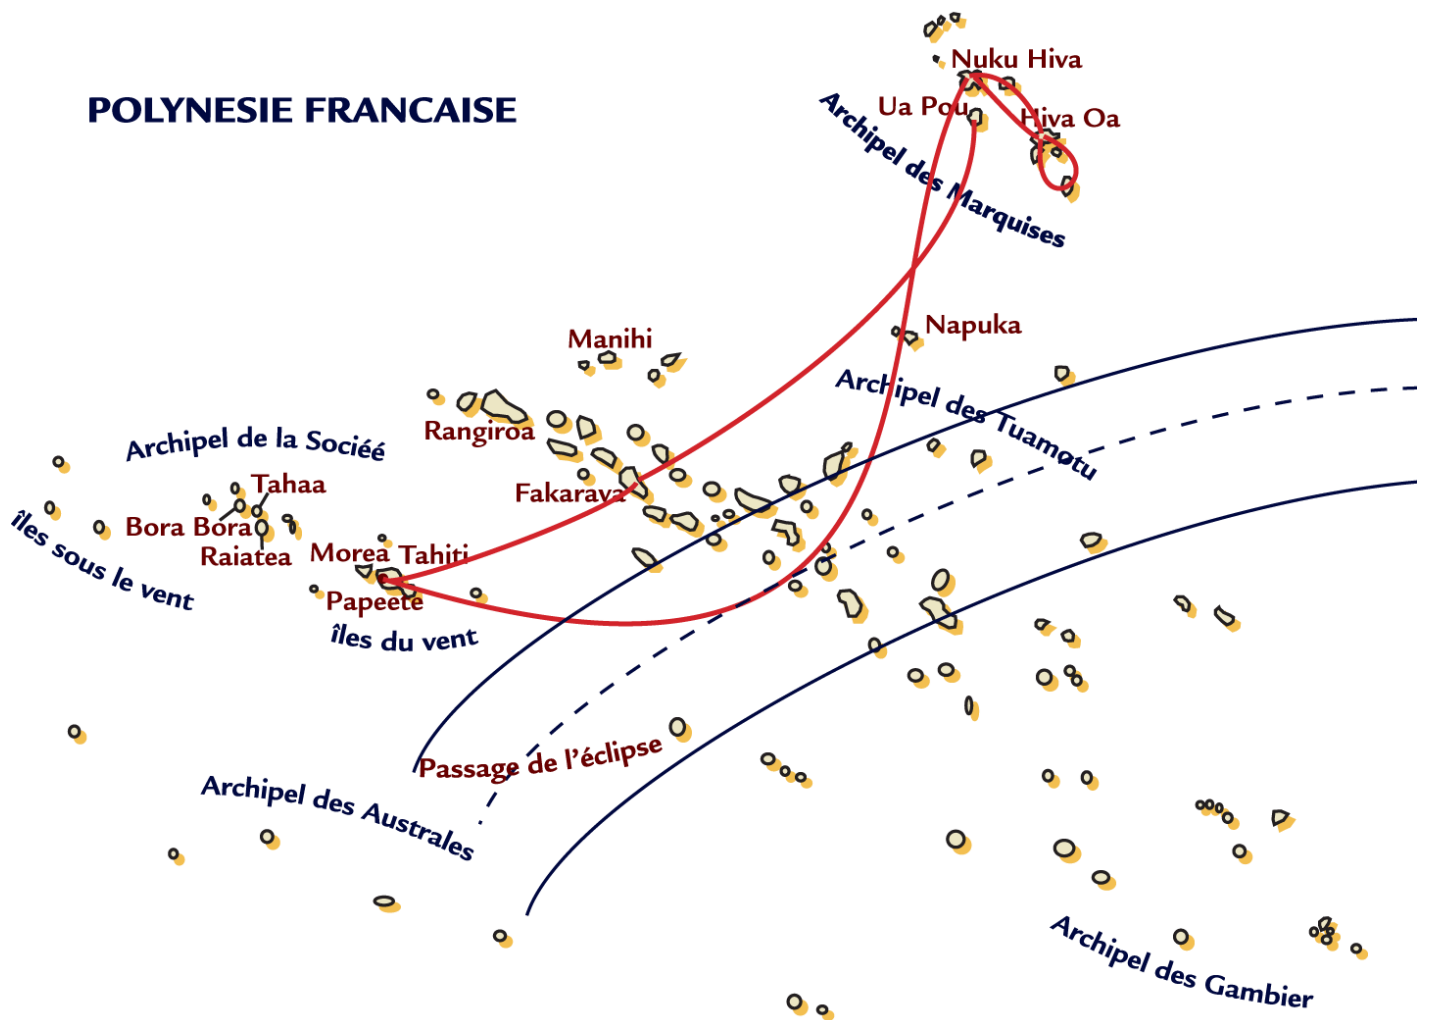 Nuku Hiva
POLYNESIE FRANCAISE
Ua Pou
Hiva Oa
Archipel des Marquises
Napuka
Manihi
Archipel des Tuamotu
Rangiroa
Archipel de la Sociéé
Tahaa
Fakarava
Bora Bora
Raiatea
Morea
Tahiti
îles sous le vent
Papeete
îles du vent
Passage de l'éclipse
Archipel des Australes
Archipel des Gambier